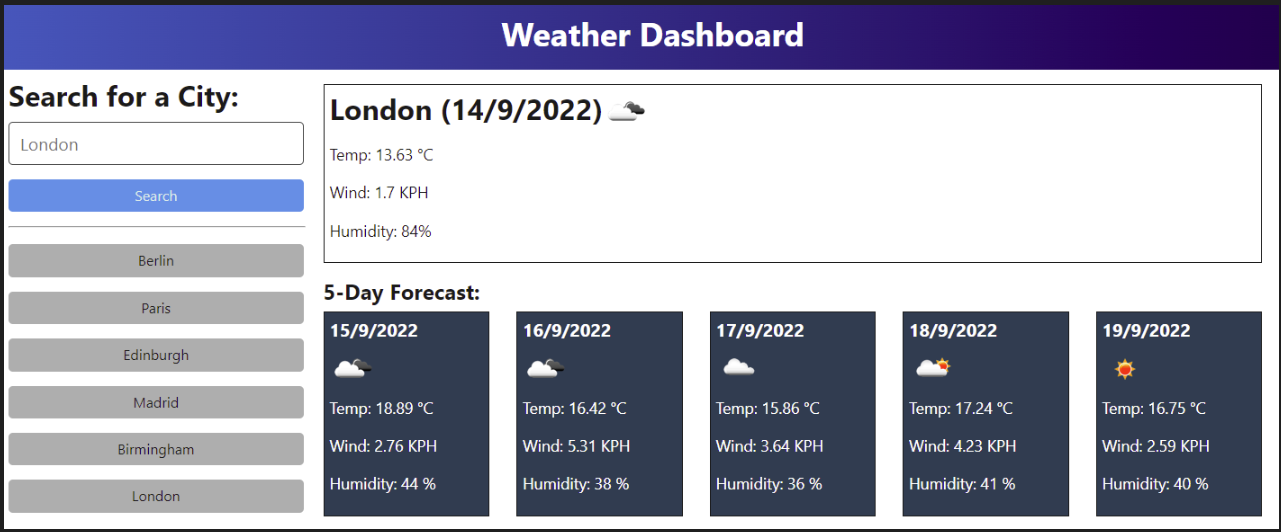 Weather Dashboard
Search for a City:
London
Search
Berlin
Paris
Edinburgh
Madrid
Birmingham
London
London (14/9/2022)
Temp: 13.63 °C
Wind: 1.7 KPH
Humidity: 84%
5-Day Forecast:
15/9/2022
Temp: 18.89 °C
Wind: 2.76 KPH
Humidity: 44 %
16/9/2022
Temp: 16.42 °C
Wind: 5.31 KPH
Humidity: 38 %
17/9/2022
Temp: 15.86 °C
Wind: 3.64 KPH
Humidity: 36 %
18/9/2022
Temp: 17.24 °C
Wind: 4.23 KPH
Humidity: 41 %
19/9/2022
Temp: 16.75 °C
Wind: 2.59 KPH
Humidity: 40 %